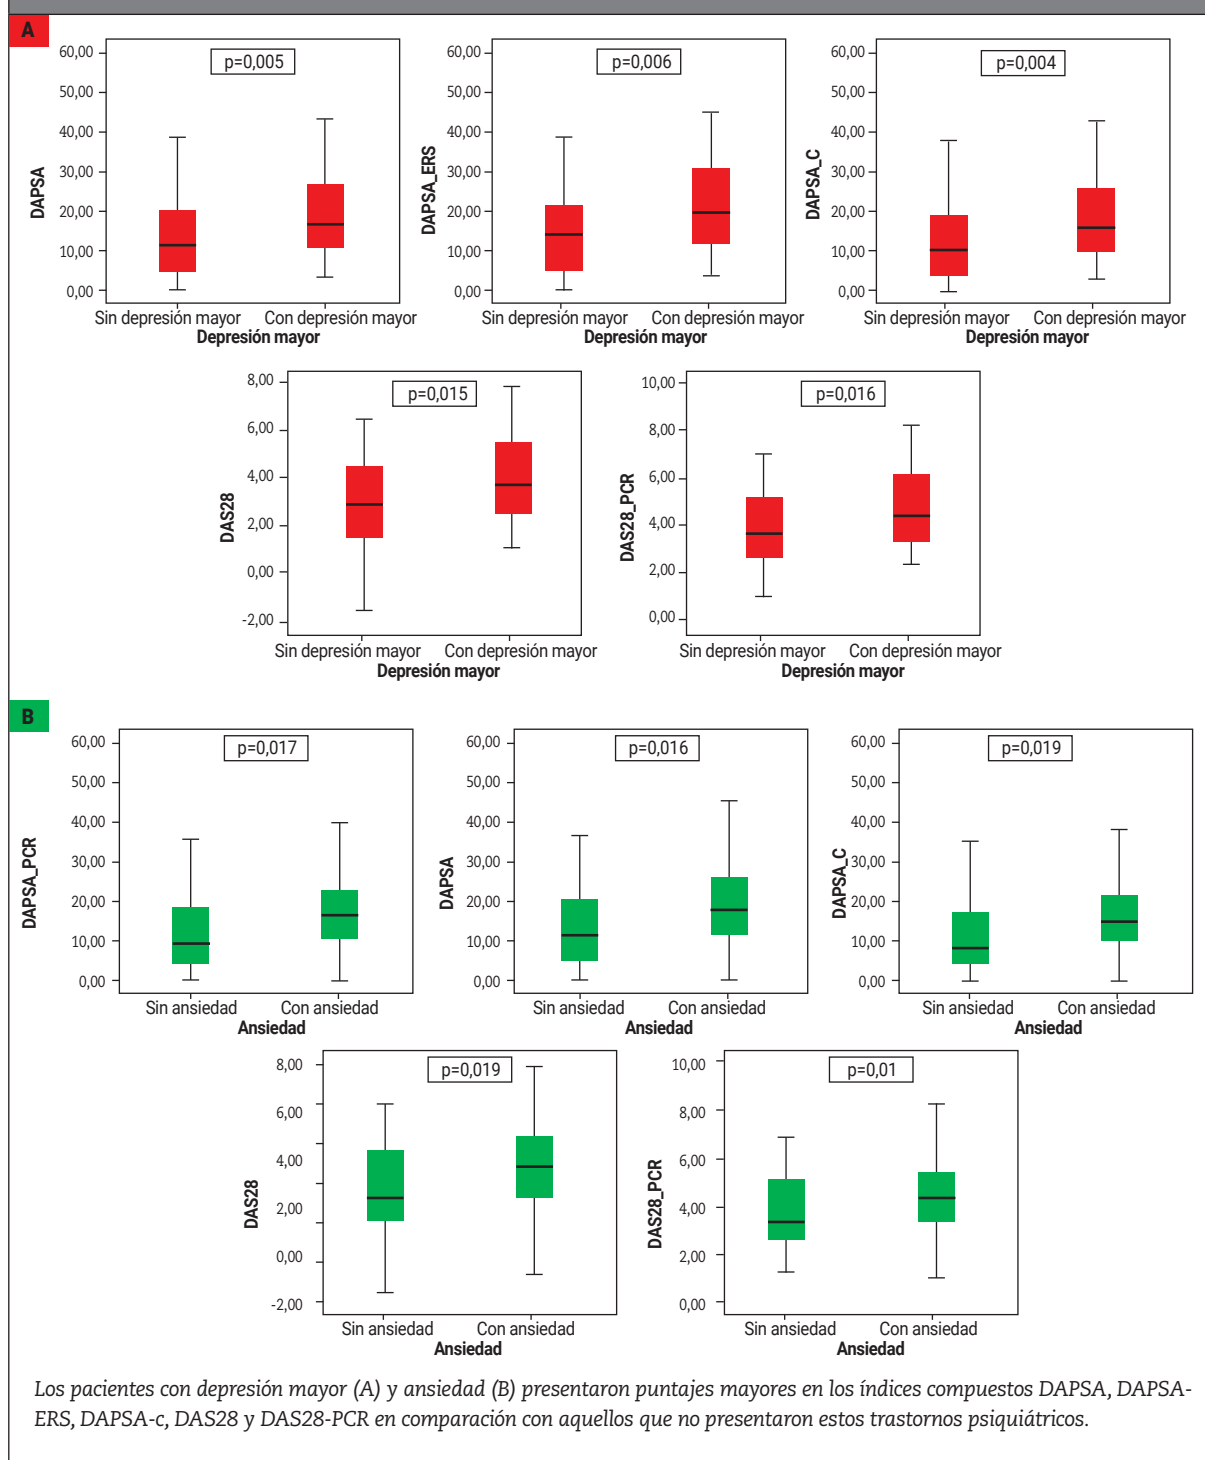 A
p=0,005
60,00
50,00
40,00
30,00
20,00
10,00
0,00
DAPSA
Sin depresión mayor Con depresión mayor
Depresión mayor
p=0,006
60,00
50,00
40,00
30,00
20,00
10,00
0,00
DAPSA_ERS
Sin depresión mayor Con depresión mayor
Depresión mayor
p=0,004
60,00
50,00
40,00
30,00
20,00
10,00
0,00
DAPSA_C
Sin depresión mayor Con depresión mayor
Depresión mayor
p=0,015
8,00
6,00
4,00
2,00
0,00
-2,00
DAS28
Sin depresión mayor Con depresión mayor
Depresión mayor
p=0,016
10,00
8,00
6,00
4,00
2,00
0,00
DAS28_PCR
Sin depresión mayor Con depresión mayor
Depresión mayor
B
p=0,017
60,00
50,00
40,00
30,00
20,00
10,00
0,00
DAPSA_PCR
Sin ansiedad Con ansiedad
Ansiedad
p=0,016
60,00
50,00
40,00
30,00
20,00
10,00
0,00
DAPSA
Sin ansiedad Con ansiedad
Ansiedad
p=0,019
60,00
50,00
40,00
30,00
20,00
10,00
0,00
DAPSA_C
Sin ansiedad Con ansiedad
Ansiedad
p=0,019
8,00
6,00
4,00
2,00
0,00
-2,00
DAS28
Sin ansiedad Con ansiedad
Ansiedad
p=0,01
10,00
8,00
6,00
4,00
2,00
0,00
DAS28_PCR
Sin ansiedad Con ansiedad
Ansiedad
Los pacientes con depresión mayor (A) y ansiedad (B) presentaron puntajes mayores en los índices compuestos DAPSA, DAPSA-
ERS, DAPSA-c, DAS28 y DAS28-PCR en comparación con aquellos que no presentaron estos trastornos psiquiátricos.